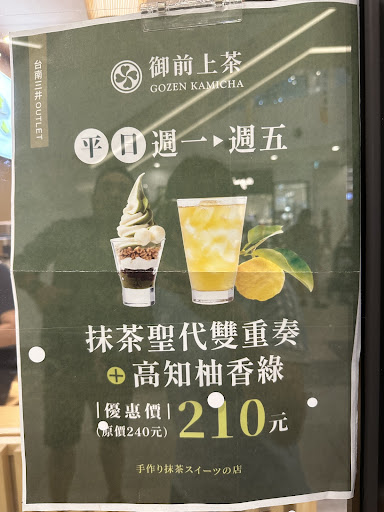 台南三井OUTLET
御前上茶
GOZEN KAMICHA
平日 週一▸週五
抹茶聖代雙重奏
+高知柚香綠
|優惠價|
(原價240元)
210元
手作り抹茶スイーツの店